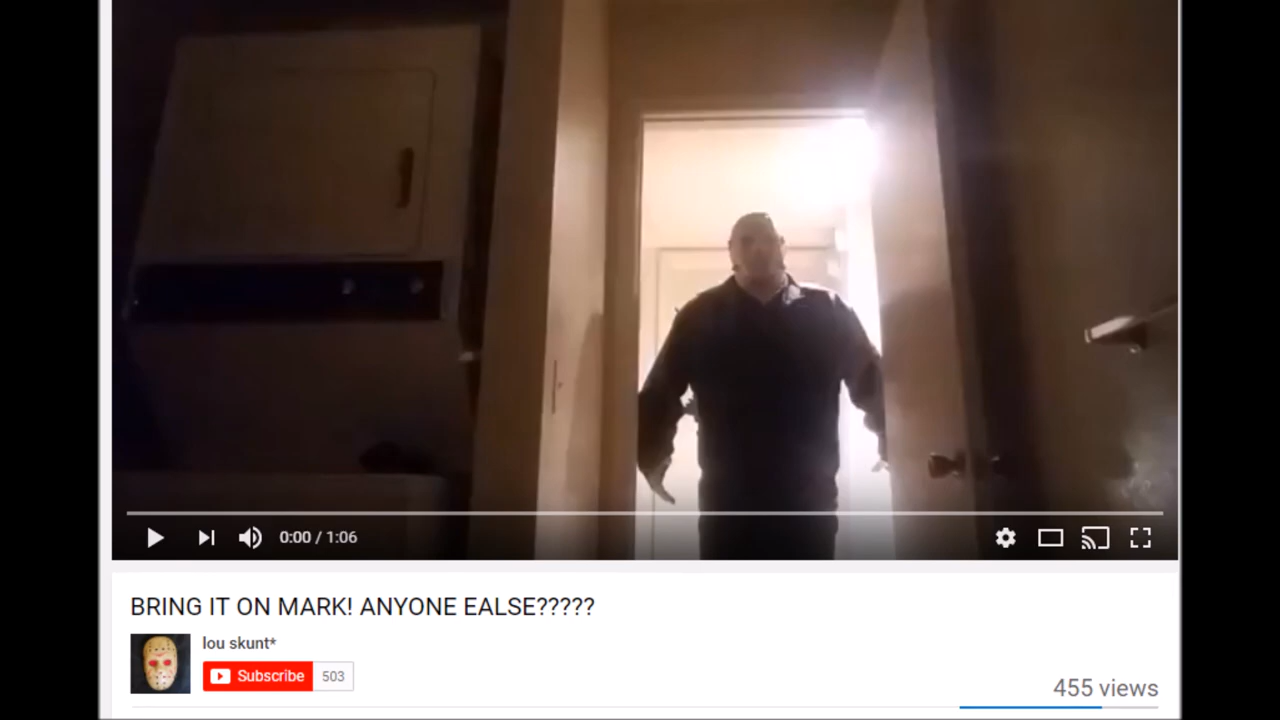 0:00 / 1:06
BRING IT ON MARK! ANYONE EALSE?????
lou skunt*
Subscribe 503
455 views